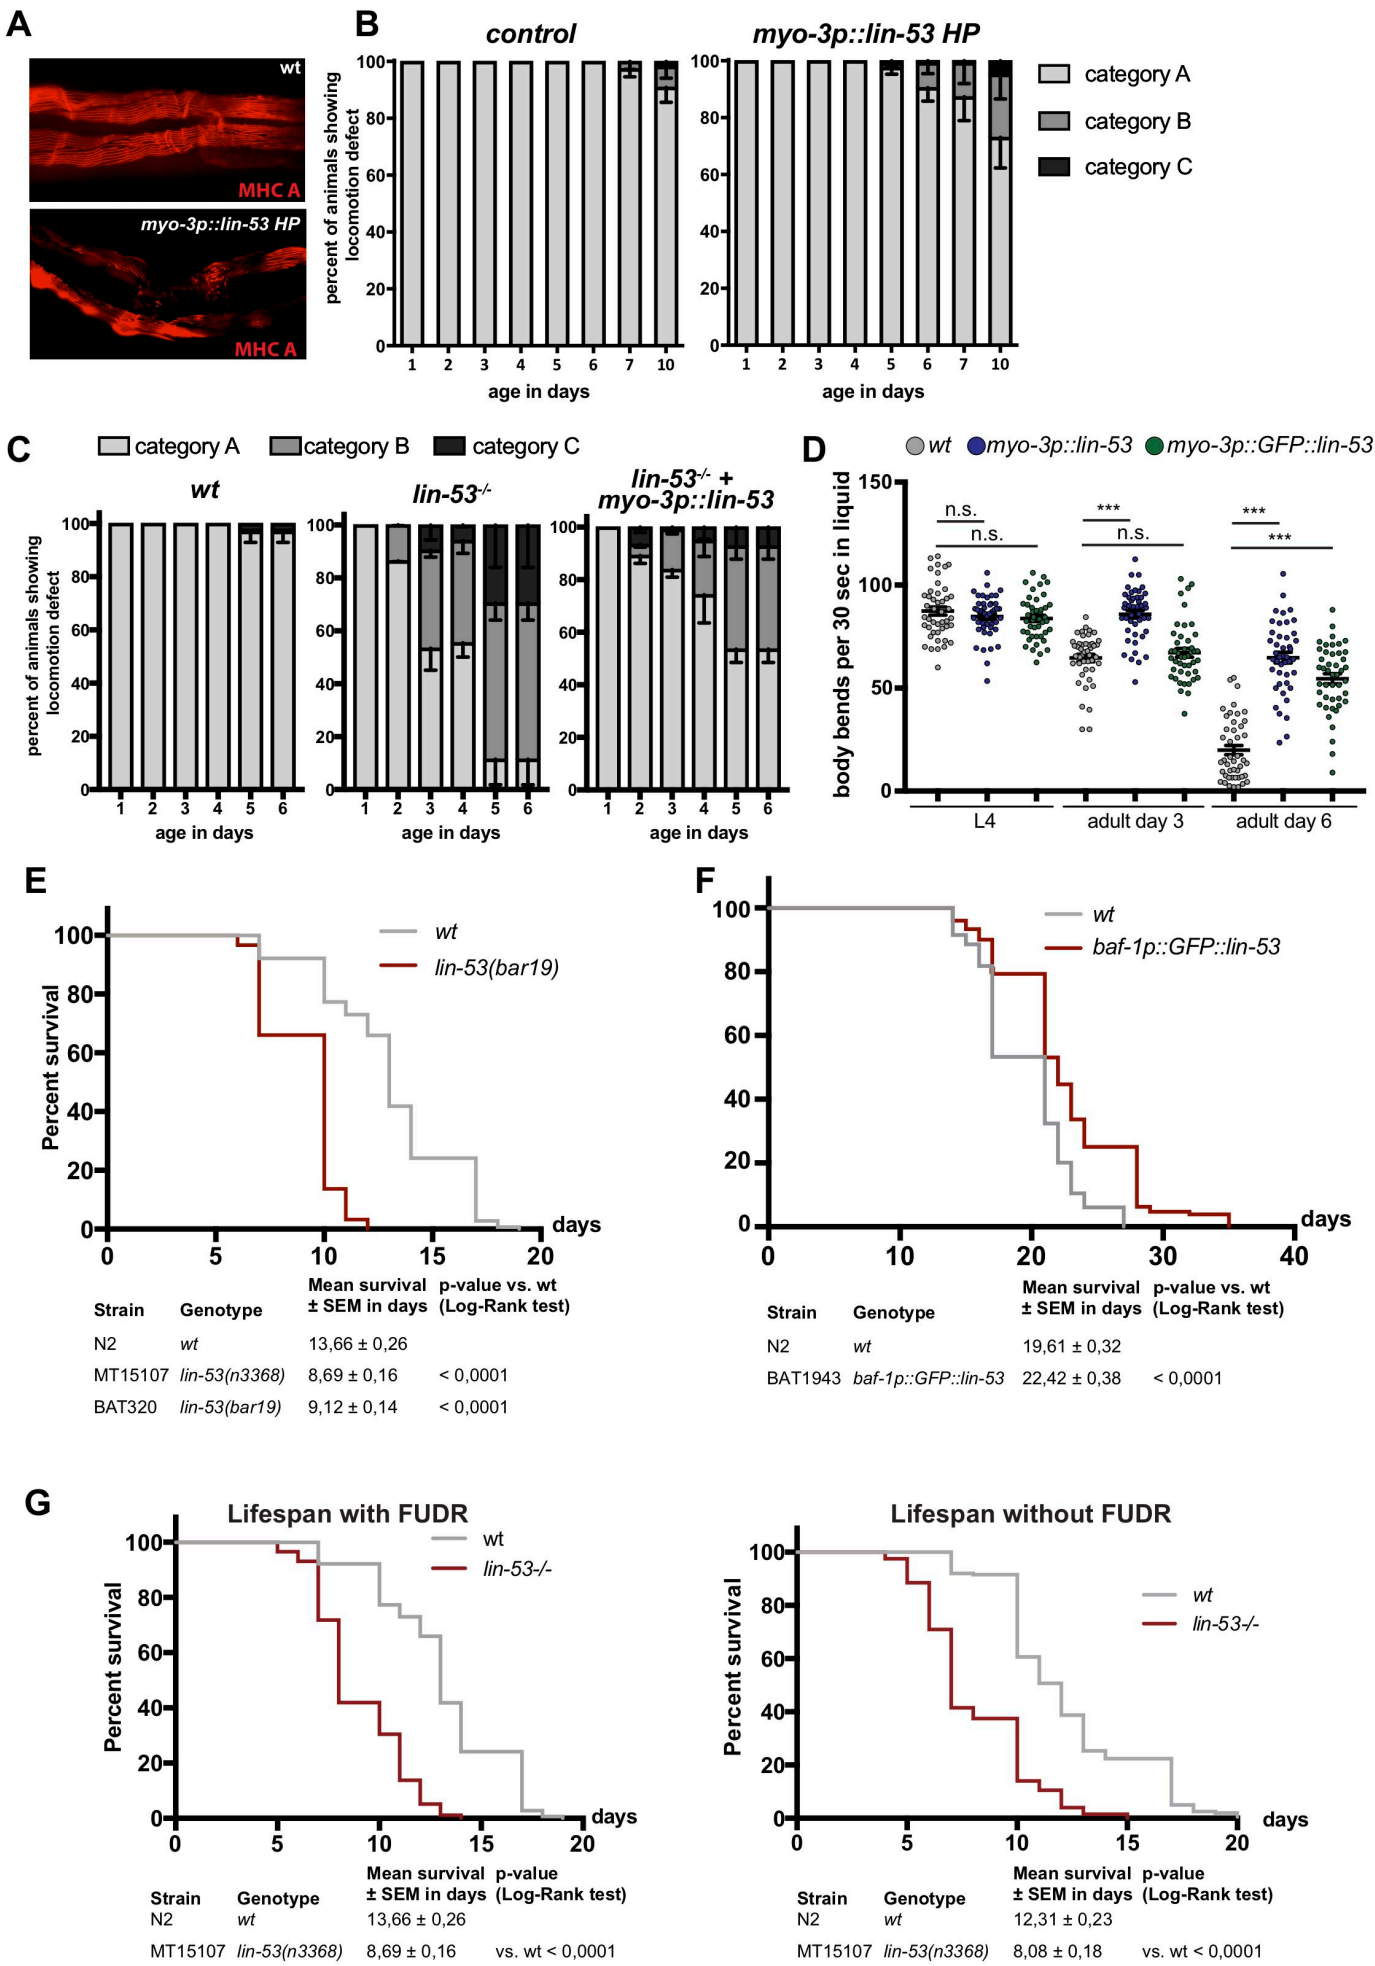 A
wt
MHC A
myo-3p::lin-53 HP
MHC A
B
control
myo-3p::lin-53 HP
percent of animals showing
locomotion defect
100
80
60
40
20
0
1 2 3 4 5 6 7 10
age in days
100
80
60
40
20
0
1 2 3 4 5 6 7 10
age in days
category A
category B
category C
C
category A category B category C
wt
lin-53-/-
lin-53-/- +
myo-3p::lin-53
percent of animals showing
locomotion defect
100
80
60
40
20
0
1 2 3 4 5 6
age in days
100
80
60
40
20
0
1 2 3 4 5 6
age in days
100
80
60
40
20
0
1 2 3 4 5 6
age in days
D
wt myo-3p::lin-53 myo-3p::GFP::lin-53
body bends per 30 sec in liquid
150
100
50
0
n.s.
n.s.
***
n.s.
***
***
L4 adult day 3 adult day 6
E
Percent survival
100
80
60
40
20
0
wt
lin-53(bar19)
days
0 5 10 15 20
Mean survival p-value vs. wt
Strain Genotype ± SEM in days (Log-Rank test)
N2 wt 13,66 ± 0,26
MT15107 lin-53(n3368) 8,69 ± 0,16 < 0,0001
BAT320 lin-53(bar19) 9,12 ± 0,14 < 0,0001
F
100
80
60
40
20
0
wt
baf-1p::GFP::lin-53
days
0 10 20 30 40
Mean survival p-value vs. wt
Strain Genotype ± SEM in days (Log-Rank test)
N2 wt 19,61 ± 0,32
BAT1943 baf-1p::GFP::lin-53 22,42 ± 0,38 < 0,0001
G
Lifespan with FUDR
Percent survival
100
80
60
40
20
0
wt
lin-53-/-
days
0 5 10 15 20
Mean survival p-value
Strain Genotype ± SEM in days (Log-Rank test)
N2 wt 13,66 ± 0,26
MT15107 lin-53(n3368) 8,69 ± 0,16 vs. wt < 0,0001
Lifespan without FUDR
Percent survival
100
80
60
40
20
0
wt
lin-53-/-
days
0 5 10 15 20
Mean survival p-value
Strain Genotype ± SEM in days (Log-Rank test)
N2 wt 12,31 ± 0,23
MT15107 lin-53(n3368) 8,08 ± 0,18 vs. wt < 0,0001